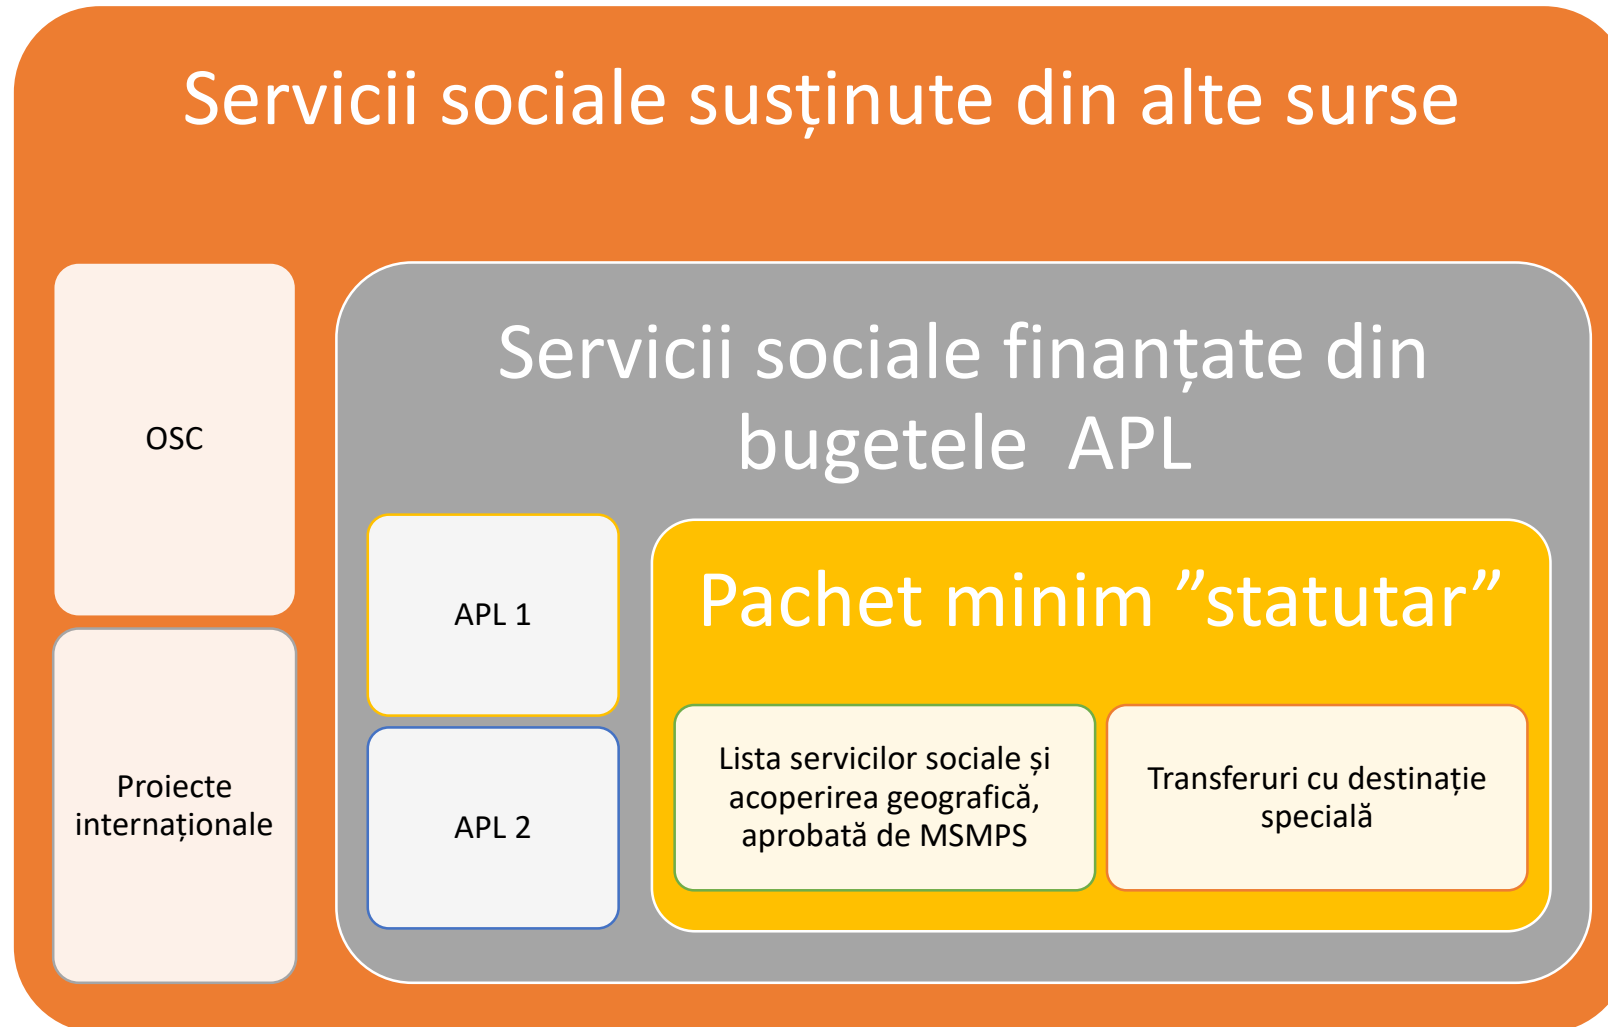 Servicii sociale susținute din alte surse
OSC
Proiecte
internaționale
Servicii sociale finanțate din
bugetele  APL
APL 1
APL 2
Pachet minim ”statutar”
Lista servicilor sociale și
acoperirea geografică,
aprobată de MSMPS
Transferuri cu destinație
specială